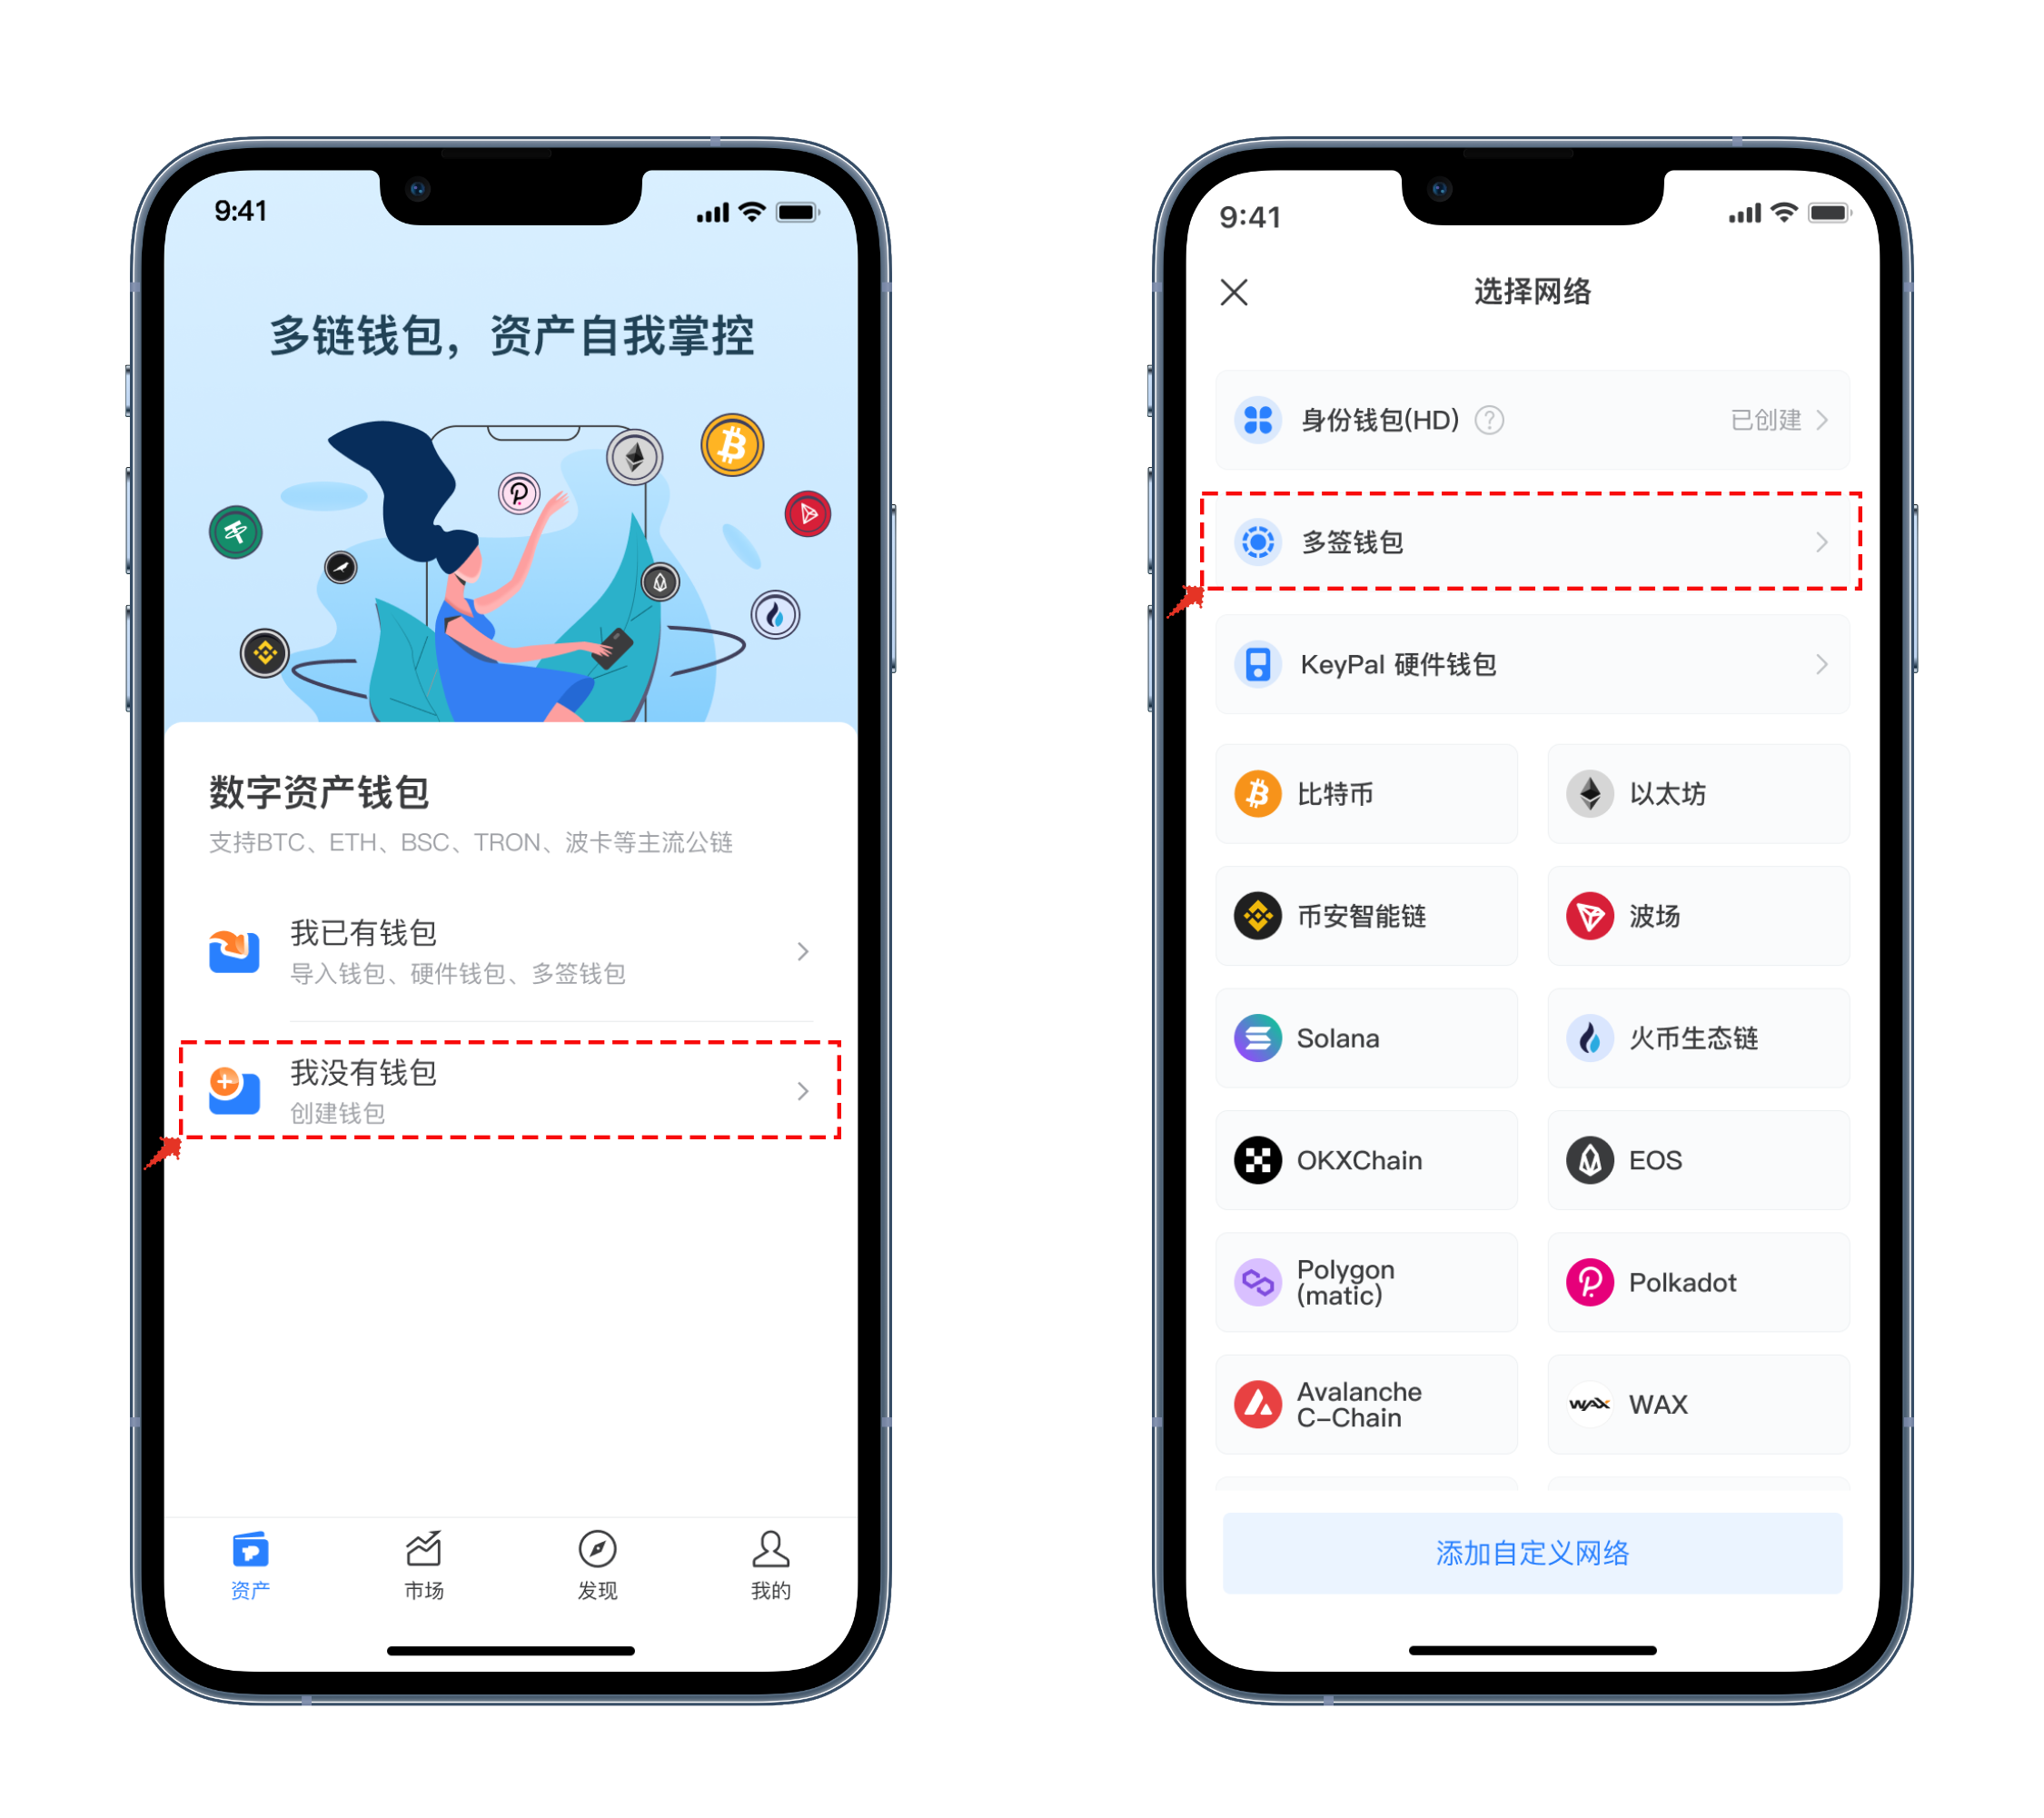 9:41
多链钱包，资产自我掌控
数字资产钱包
支持BTC、ETH、BSC、TRON、波卡等主流公链
我已有钱包
导入钱包、硬件钱包、多签钱包
我没有钱包
创建钱包
资产
市场
发现
我的
9:41
选择网络
身份钱包(HD) ?
已创建
多签钱包
KeyPal 硬件钱包
比特币
以太坊
币安智能链
波场
Solana
火币生态链
OKXChain
EOS
Polygon
(matic)
Polkadot
Avalanche
C-Chain
WAX
WAX
添加自定义网络